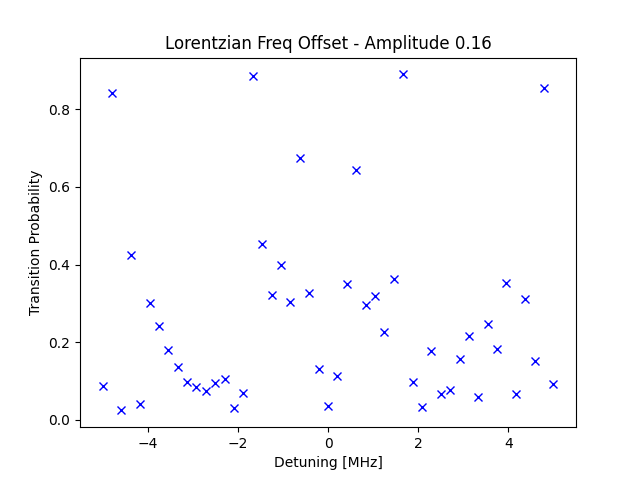 Lorentzian Freq Offset - Amplitude 0.16
Transition Probability
0.8
0.6
0.4
0.2
0.0
−4 −2 0 2 4
Detuning [MHz]